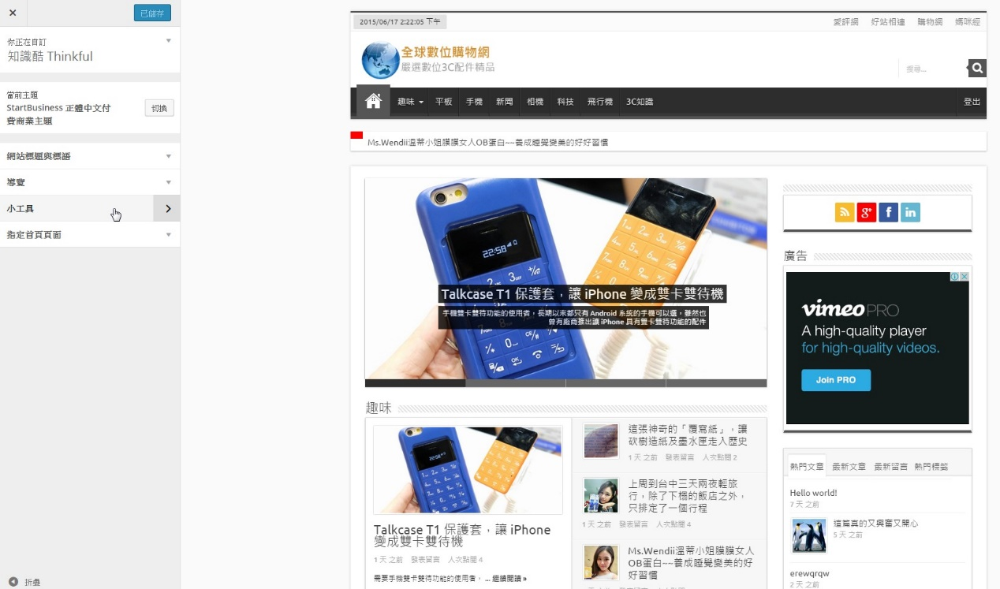 已儲存
你正在自訂
知識酷 Thinkful
當前主題
StartBusiness 正體中文付
費商業主題
切換
網站標題與標語
導覽
小工具
指定首頁頁面
折疊
2015/06/17 2:22:05 下午
愛評網 好站相連 購物網 媽咪經
全球數位購物網
嚴選數位3C配件精品
搜尋...
趣味 平板 手機 新聞 相機 科技 飛行機 3C知識 登出
Ms.Wendii溫蒂小姐膜膜女人OB蛋白~~養成睡覺變美的好好習慣
22:58
Talkcase T1 保護套，讓 iPhone 變成雙卡雙待機
手機雙卡雙待功能的使用者，長期以來都只有 Android 系統的手機可以選，雖然也
曾有廠商推出讓 iPhone 具有雙卡雙待功能的配件
趣味
Talkcase T1 保護套，讓 iPhone
變成雙卡雙待機
1 天 之前 發表留言 人次點閱 4
需要手機雙卡雙待功能的使用者， ... 繼續閱讀 »
這張神奇的「覆寫紙」，讓
砍樹造紙及墨水匣走入歷史
1 天 之前 發表留言 人次點閱 2
上周到台中三天兩夜輕旅
行，除了下榻的飯店之外，
只排定了一個行程
1 天 之前 發表留言 人次點閱 4
Ms.Wendii溫蒂小姐膜膜女人
OB蛋白~~養成睡覺變美的好
好習慣
g+ f in
廣告
vimeo PRO
A high-quality player
for high-quality videos.
Join PRO
熱門文章 最新文章 最新留言 熱門標籤
Hello world!
7 天 之前
這篇真的又興奮又開心
5 天 之前
erewqrqw
2 天 之前